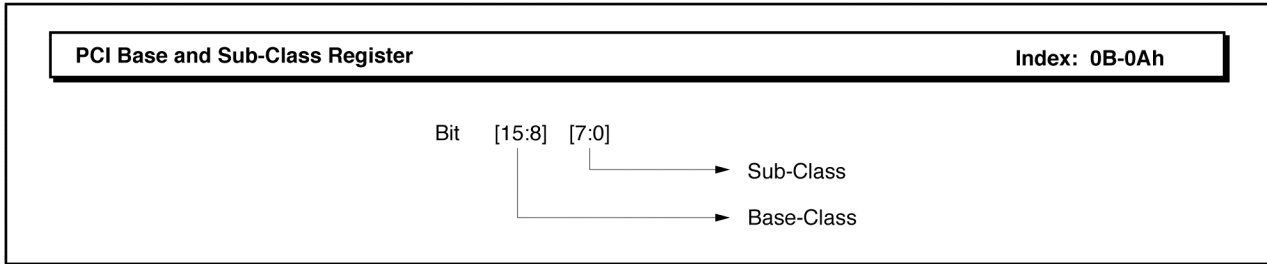 PCI Base and Sub-Class Register Index: 0B-0Ah
Bit [15:8] [7:0]
Sub-Class
Base-Class